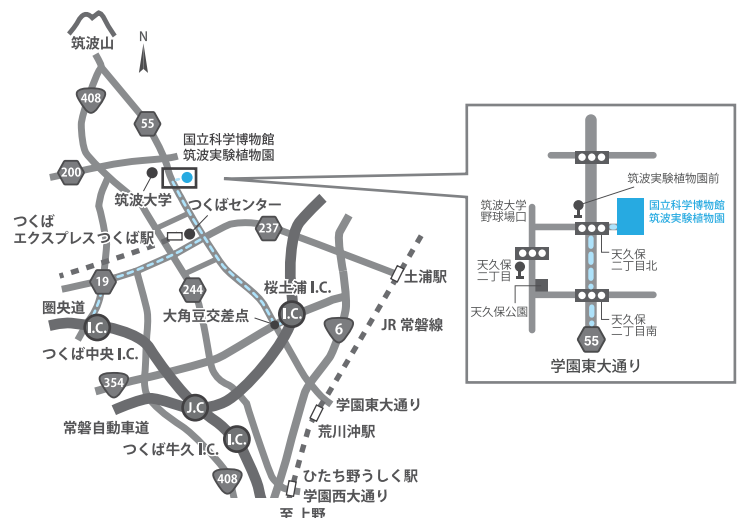 筑波山
N
408
55
国立科学博物館
筑波実験植物園
200
筑波大学
つくばセンター
つくば
エクスプレスつくば駅
237
19
244
桜土浦 I.C.
土浦駅
圏央道
大角豆交差点
I.C.
I.C.
6
JR 常磐線
つくば中央 I.C.
354
J.C
学園東大通り
常磐自動車道
荒川沖駅
つくば牛久 I.C.
I.C.
408
ひたち野うしく駅
学園西大通り
至 上野
筑波実験植物園前
筑波大学
野球場口
国立科学博物館
筑波実験植物園
天久保
二丁目
天久保
二丁目北
天久保公園
天久保
二丁目南
55
学園東大通り